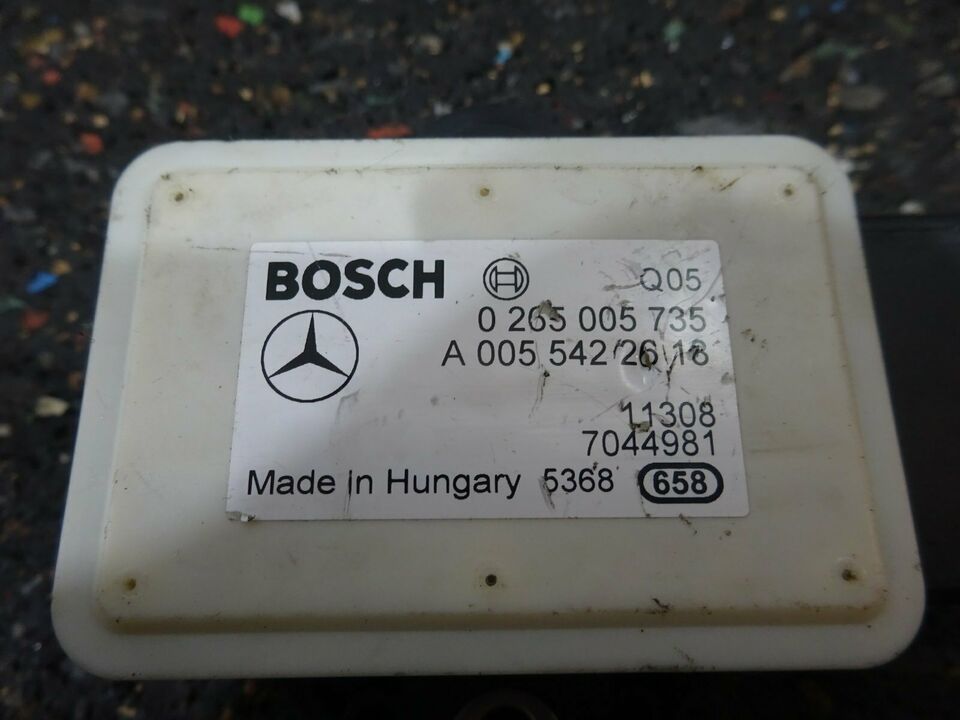 BOSCH Q05
0 265 005 735
A 005 542 26 18
11308
7044981
Made in Hungary 5368 658